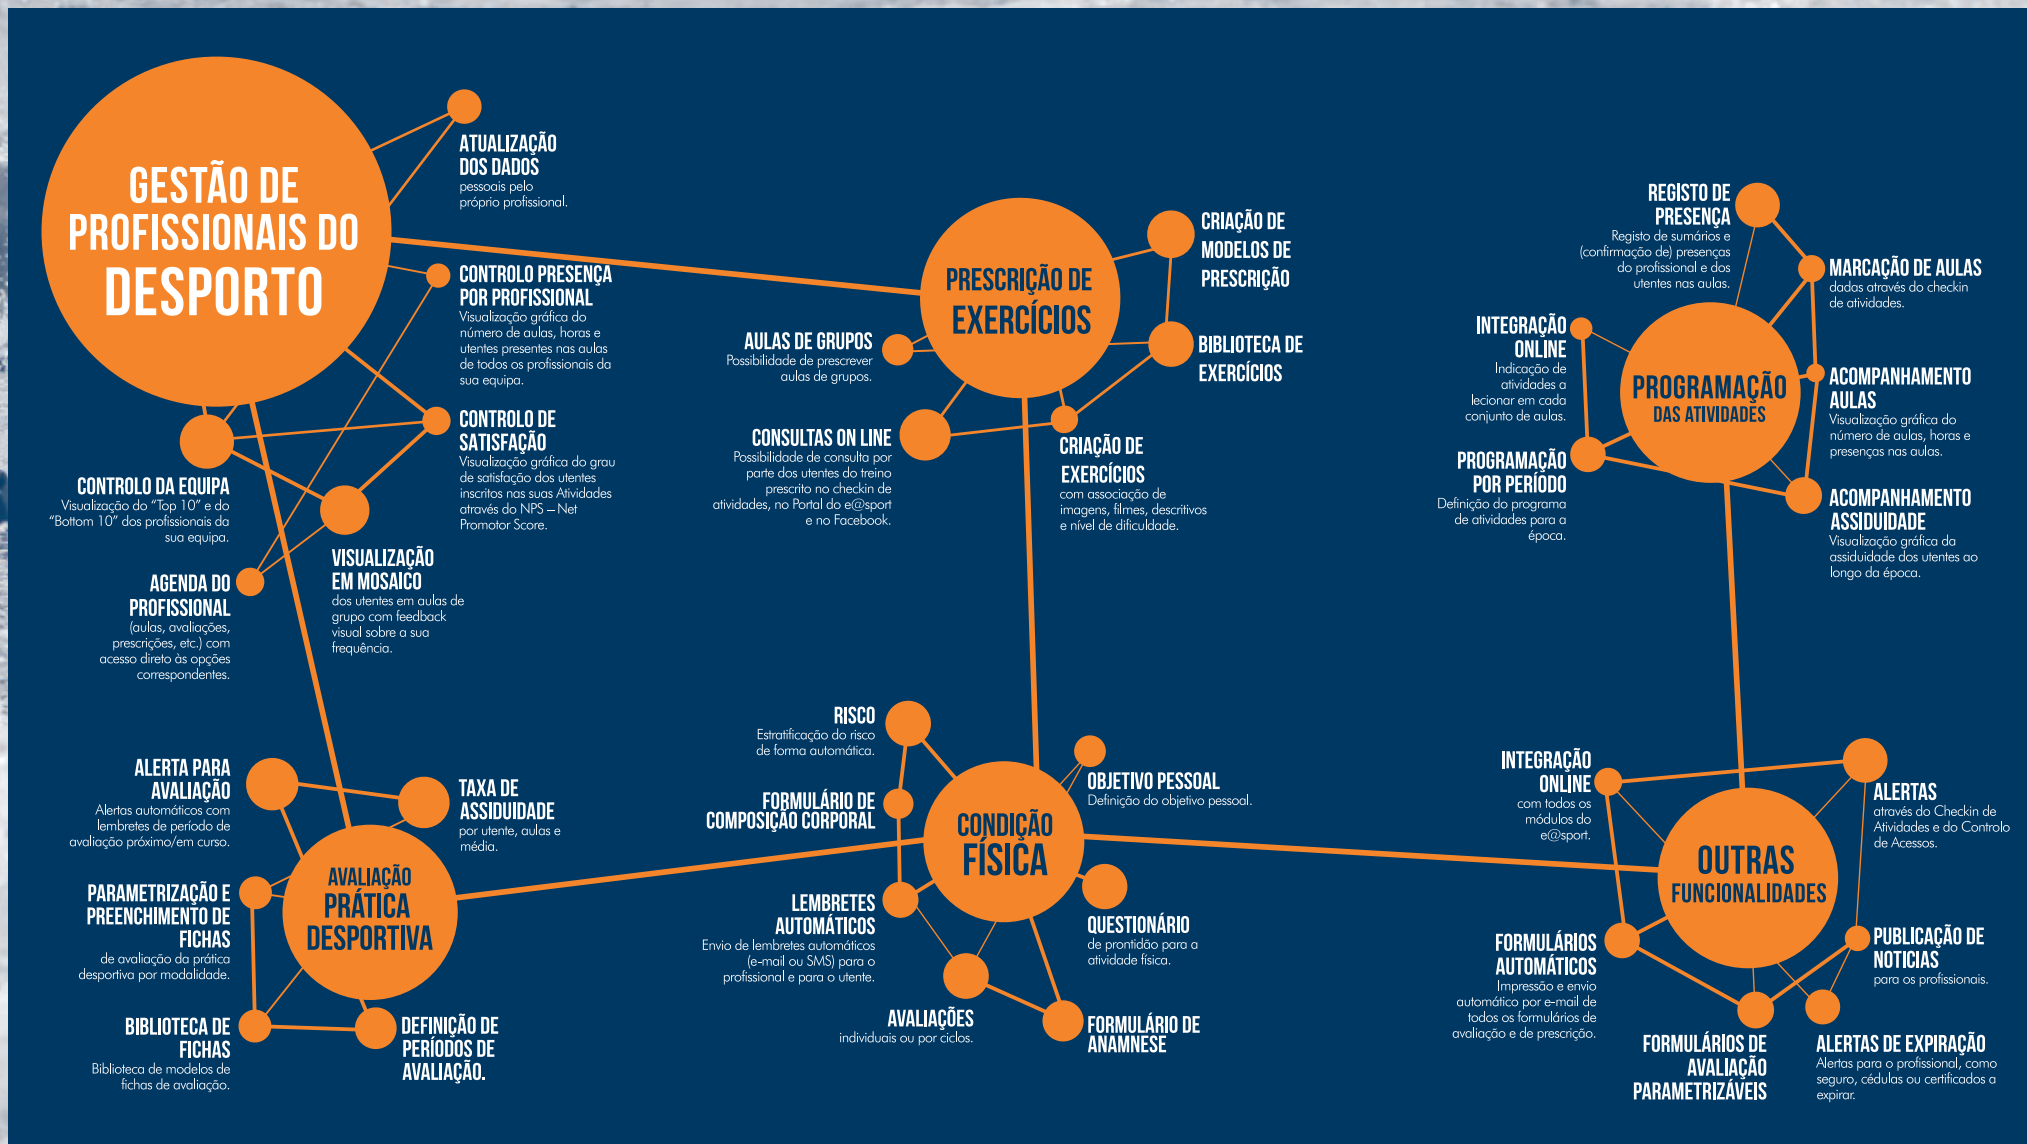 GESTÃO DE
PROFISSIONAIS DO
DESPORTO
ATUALIZAÇÃO
DOS DADOS
pessoais pelo
próprio profissional.
CONTROLO PRESENÇA
POR PROFISSIONAL
Visualização gráfica do
número de aulas, horas e
utentes presentes nas aulas
de todos os profissionais da
sua equipa.
CONTROLO DE
SATISFAÇÃO
Visualização gráfica do grau
de satisfação dos utentes
inscritos nas suas Atividades
através do NPS – Net
Promotor Score.
CONTROLO DA EQUIPA
Visualização do “Top 10” e do
“Bottom 10” dos profissionais da
sua equipa.
VISUALIZAÇÃO
EM MOSAICO
dos utentes em aulas de
grupo com feedback
visual sobre a sua
frequência.
AGENDA DO
PROFISSIONAL
(aulas, avaliações,
prescrições, etc.) com
acesso direto às opções
correspondentes.
PRESCRIÇÃO DE
EXERCÍCIOS
CRIAÇÃO DE
MODELOS DE
PRESCRIÇÃO
BIBLIOTECA DE
EXERCÍCIOS
AULAS DE GRUPOS
Possibilidade de prescrever
aulas de grupos.
CONSULTAS ON LINE
Possibilidade de consulta por
parte dos utentes do treino
prescrito no checkin de
atividades, no Portal do e@sport
e no Facebook.
CRIAÇÃO DE
EXERCÍCIOS
com associação de
imagens, filmes, descritivos
e nível de dificuldade.
PROGRAMAÇÃO
DAS ATIVIDADES
REGISTO DE
PRESENÇA
Registo de sumários e
(confirmação de) presenças
do profissional e dos
utentes nas aulas.
MARCAÇÃO DE AULAS
dadas através do checkin
de atividades.
INTEGRAÇÃO
ONLINE
Indicação de
atividades a
lecionar em cada
conjunto de aulas.
ACOMPANHAMENTO
AULAS
Visualização gráfica do
número de aulas, horas e
presenças nas aulas.
PROGRAMAÇÃO
POR PERÍODO
Definição do programa
de atividades para a
época.
ACOMPANHAMENTO
ASSIDUIDADE
Visualização gráfica da
assiduidade dos utentes ao
longo da época.
AVALIAÇÃO
PRÁTICA
DESPORTIVA
ALERTA PARA
AVALIAÇÃO
Alertas automáticos com
lembretes de período de
avaliação próximo/em curso.
TAXA DE
ASSIDUIDADE
por utente, aulas e
média.
PARAMETRIZAÇÃO E
PREENCHIMENTO DE
FICHAS
de avaliação da prática
desportiva por modalidade.
BIBLIOTECA DE
FICHAS
Biblioteca de modelos de
fichas de avaliação.
DEFINIÇÃO DE
PERÍODOS DE
AVALIAÇÃO.
CONDIÇÃO
FÍSICA
RISCO
Estratificação do risco
de forma automática.
OBJETIVO PESSOAL
Definição do objetivo pessoal.
FORMULÁRIO DE
COMPOSIÇÃO CORPORAL
LEMBRETES
AUTOMÁTICOS
Envio de lembretes automáticos
(e-mail ou SMS) para o
profissional e para o utente.
QUESTIONÁRIO
de prontidão para a
atividade física.
AVALIAÇÕES
individuais ou por ciclos.
FORMULÁRIO DE
ANAMNESE
OUTRAS
FUNCIONALIDADES
INTEGRAÇÃO
ONLINE
com todos os
módulos do
e@sport.
ALERTAS
através do Checkin de
Atividades e do Controlo
de Acessos.
FORMULÁRIOS
AUTOMÁTICOS
Impressão e envio
automático por e-mail de
todos os formulários de
avaliação e de prescrição.
PUBLICAÇÃO DE
NOTICIAS
para os profissionais.
FORMULÁRIOS DE
AVALIAÇÃO
PARAMETRIZÁVEIS
ALERTAS DE EXPIRAÇÃO
Alertas para o profissional, como
seguro, cédulas ou certificados a
expirar.